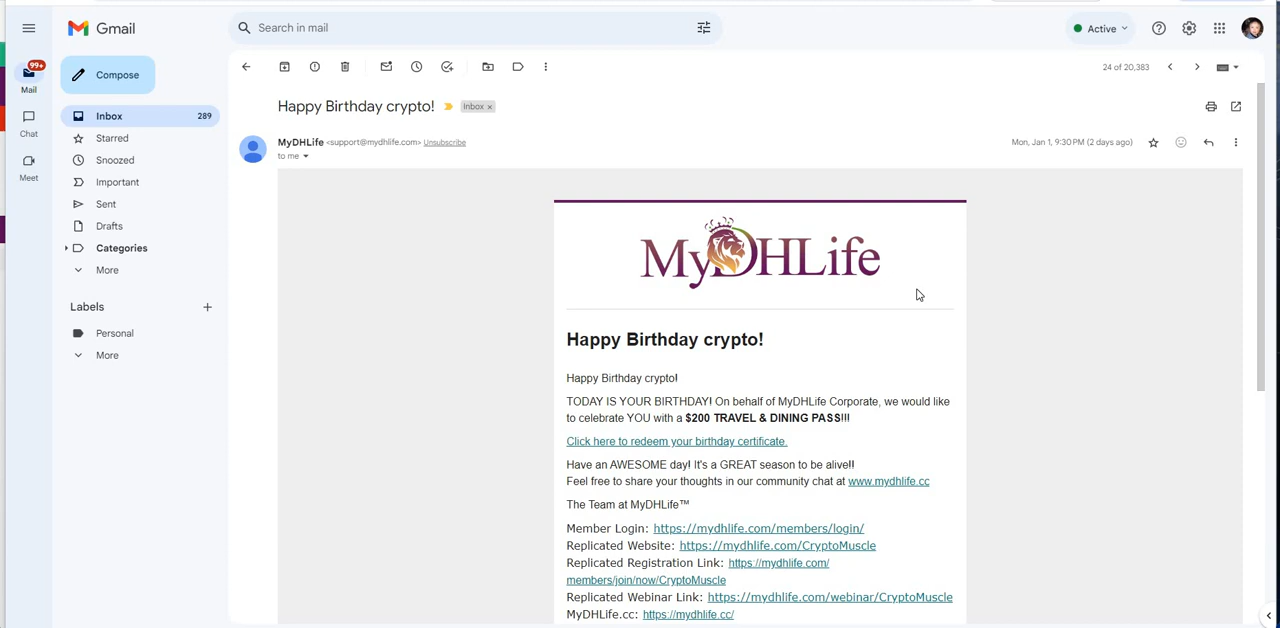 Gmail
Search in mail
Active
99+
Mail
Chat
Meet
Compose
Inbox 289
Starred
Snoozed
Important
Sent
Drafts
Categories
More
Labels
Personal
More
24 of 20,383
Happy Birthday crypto! Inbox x
MyDHLife <support@mydhlife.com> Unsubscribe
to me
Mon, Jan 1, 9:30 PM (2 days ago)
MyDHLife
Happy Birthday crypto!
Happy Birthday crypto!
TODAY IS YOUR BIRTHDAY! On behalf of MyDHLife Corporate, we would like
to celebrate YOU with a $200 TRAVEL & DINING PASS!!!
Click here to redeem your birthday certificate.
Have an AWESOME day! It's a GREAT season to be alive!!
Feel free to share your thoughts in our community chat at www.mydhlife.cc
The Team at MyDHLife™
Member Login: https://mydhlife.com/members/login/
Replicated Website: https://mydhlife.com/CryptoMuscle
Replicated Registration Link: https://mydhlife.com/
members/join/now/CryptoMuscle
Replicated Webinar Link: https://mydhlife.com/webinar/CryptoMuscle
MyDHLife.cc: https://mydhlife.cc/